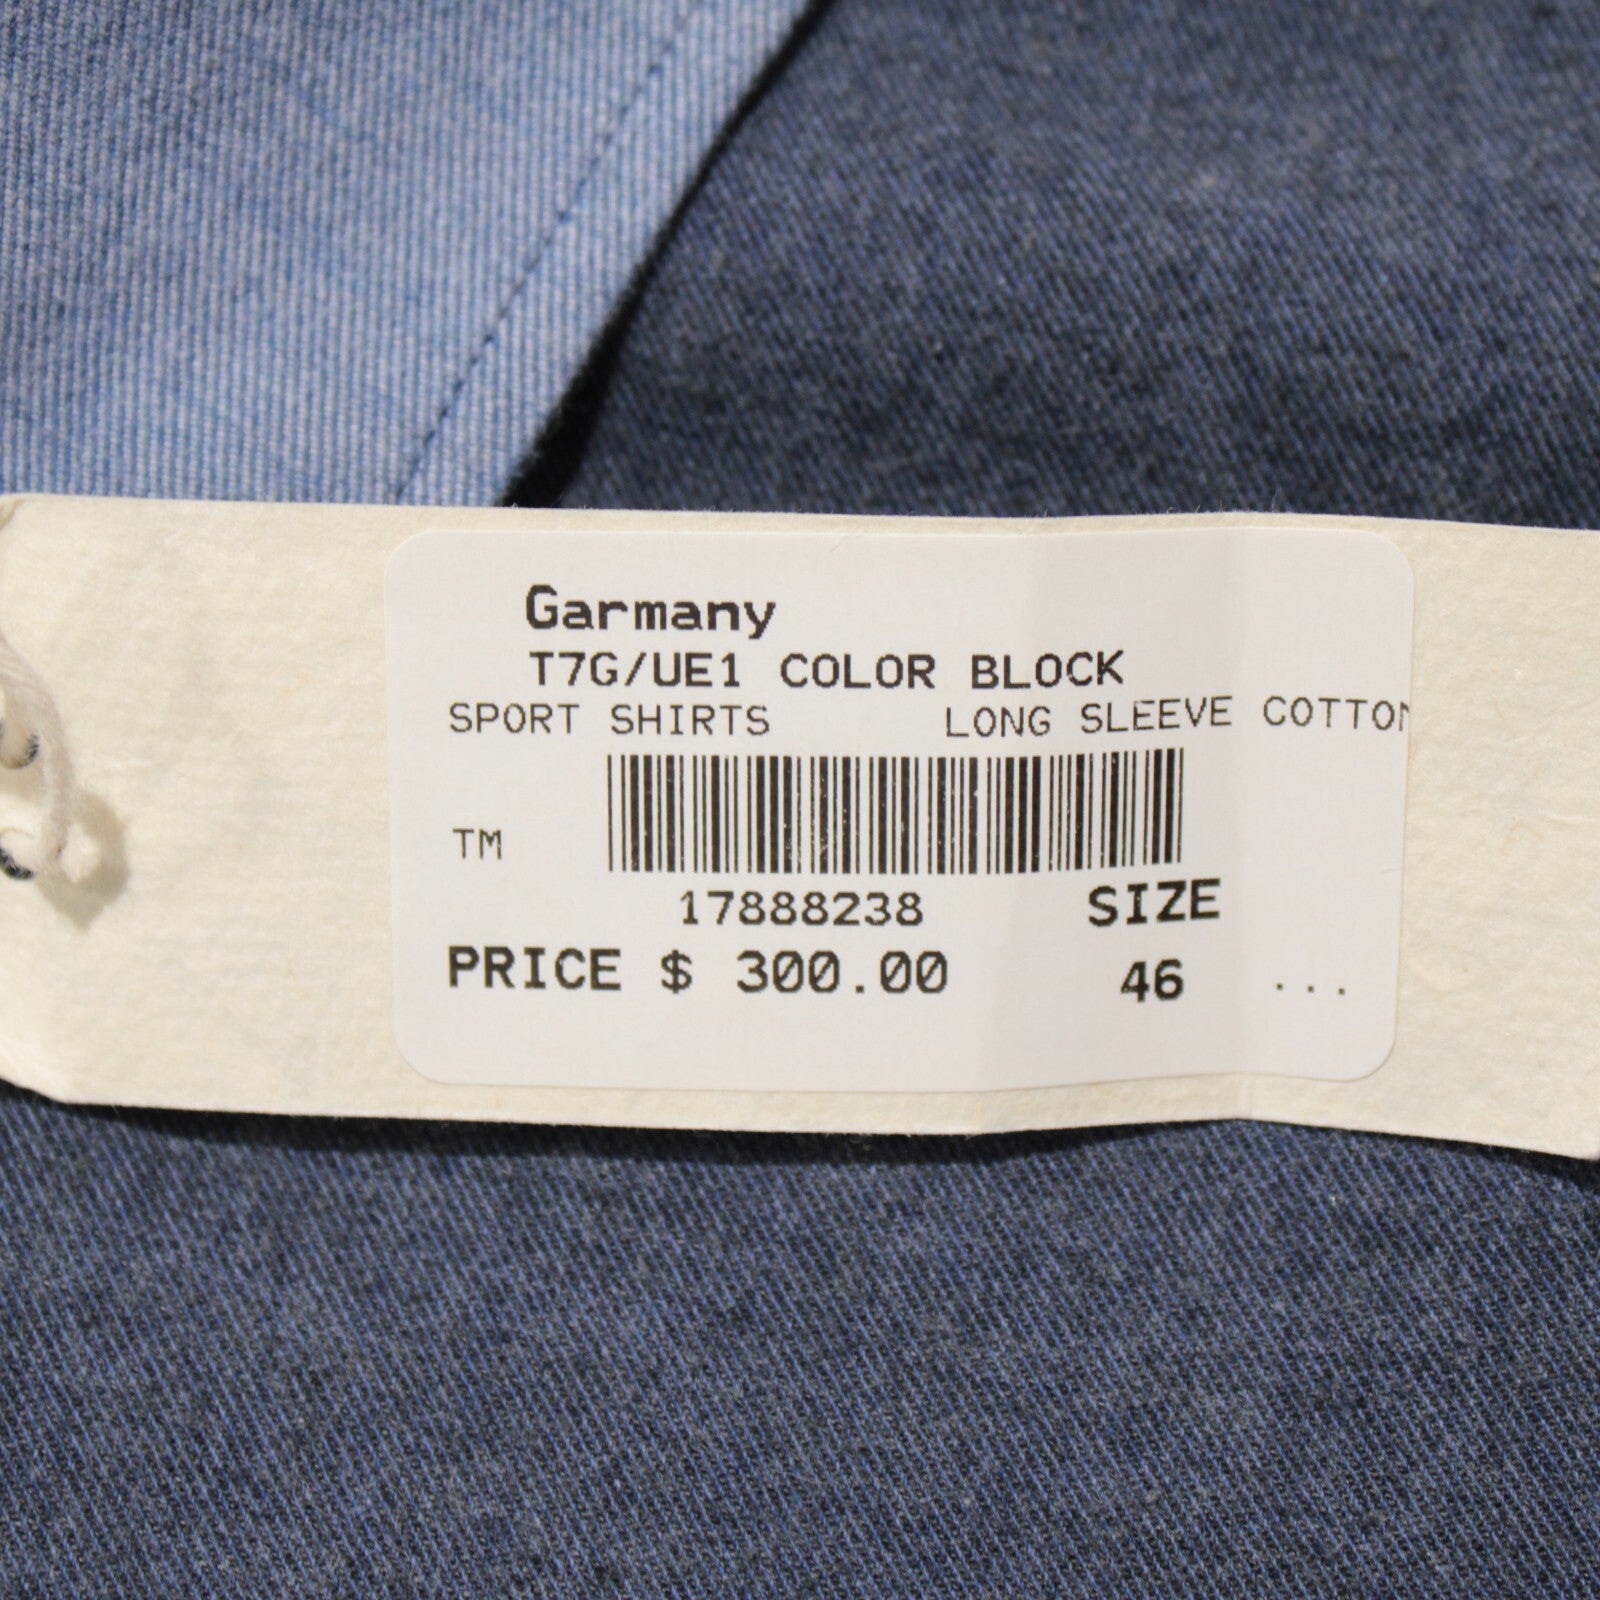 Garmany
T7G/UE1 COLOR BLOCK
SPORT SHIRTS LONG SLEEVE COTTON
TM
17888238 SIZE
PRICE $ 300.00 46 ...